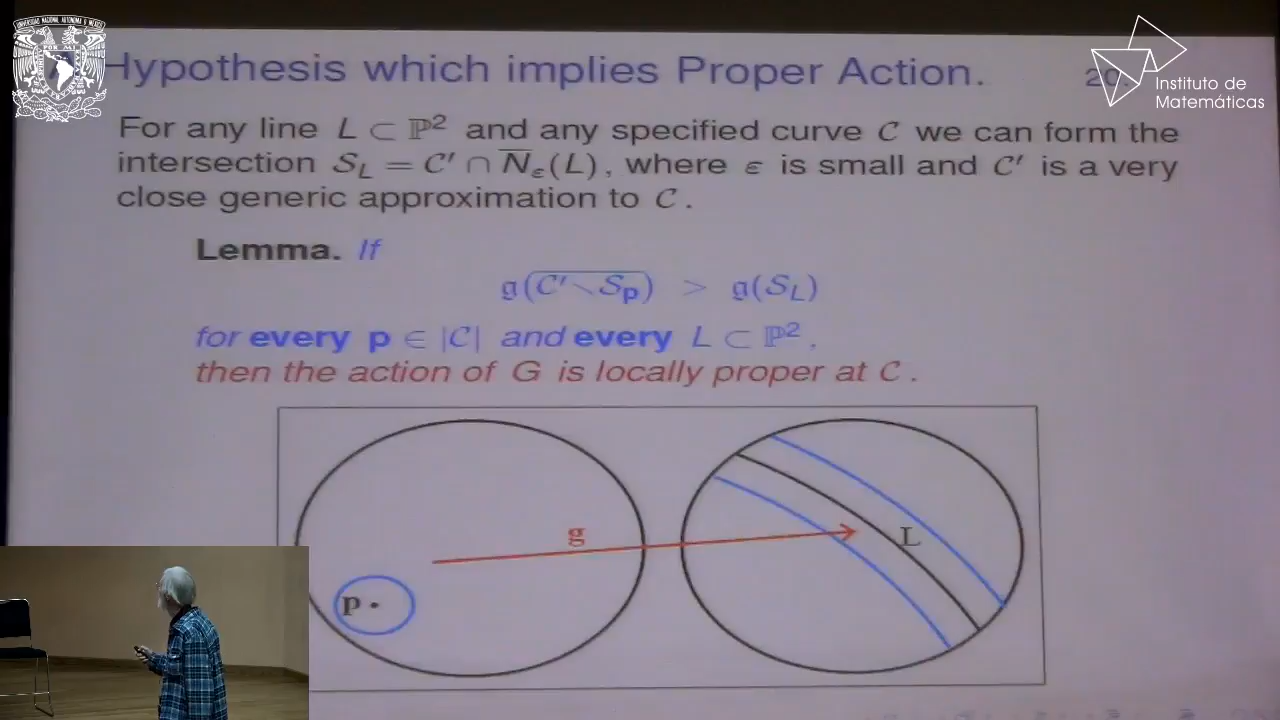 Hypothesis which implies Proper Action.
20.
Instituto de
Matemáticas
For any line L ⊂ ℙ² and any specified curve 𝒞 we can form the
intersection 𝒮_L = 𝒞′ ∩ N̅_ε(L), where ε is small and 𝒞′ is a very
close generic approximation to 𝒞.
Lemma. If
𝔤(\overline{𝒞′∖𝒮_p}) > 𝔤(𝒮_L)
for every p ∈ |𝒞| and every L ⊂ ℙ²,
then the action of G is locally proper at 𝒞.
g
L
p